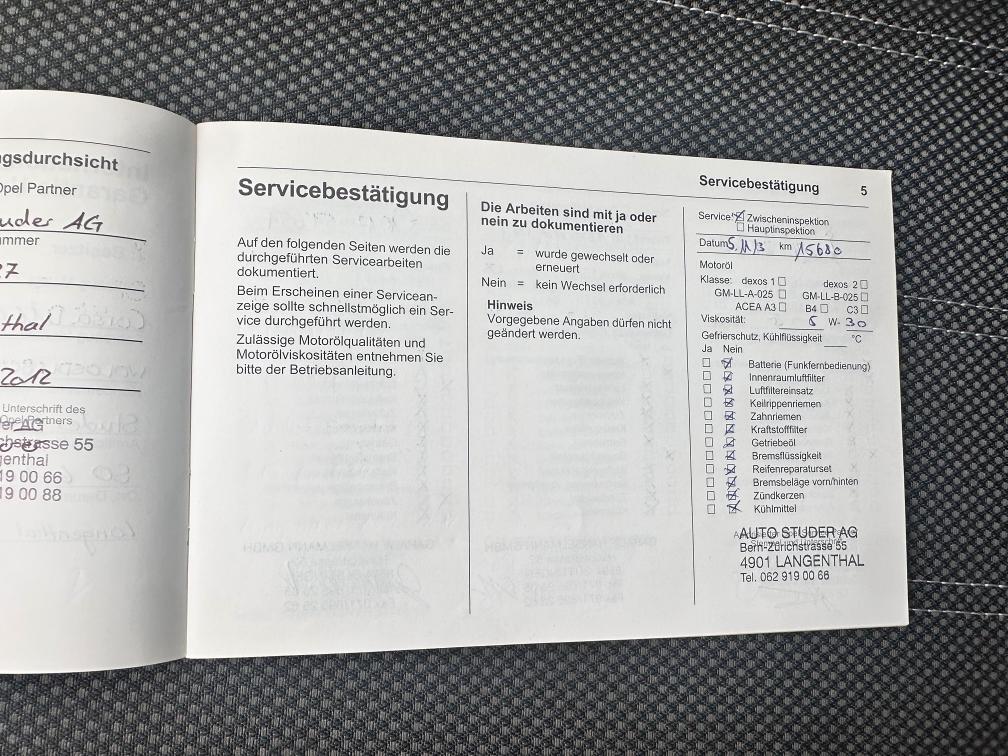 gsdurchsicht
Opel Partner
uder AG
ummer
27
thal
2012
Unterschrift des
Opel Partners
er AG
chstrasse 55
enthal
19 00 66
19 00 88
Servicebestätigung
Auf den folgenden Seiten werden die
durchgeführten Servicearbeiten
dokumentiert.
Beim Erscheinen einer Servicean-
zeige sollte schnellstmöglich ein Ser-
vice durchgeführt werden.
Zulässige Motorölqualitäten und
Motorölviskositäten entnehmen Sie
bitte der Betriebsanleitung.
Die Arbeiten sind mit ja oder
nein zu dokumentieren
Ja = wurde gewechselt oder
erneuert
Nein = kein Wechsel erforderlich
Hinweis
Vorgegebene Angaben dürfen nicht
geändert werden.
Servicebestätigung 5
Service: ☒ Zwischeninspektion
☐ Hauptinspektion
Datum 5.11.13 km 15680
Motoröl
Klasse: dexos 1 ☐ dexos 2 ☐
GM-LL-A-025 ☐ GM-LL-B-025 ☐
ACEA A3 ☐ B4 ☐ C3 ☐
Viskosität: 5 W- 30
Gefrierschutz, Kühlflüssigkeit °C
Ja Nein
☐ ☒ Batterie (Funkfernbedienung)
☐ ☒ Innenraumluftfilter
☐ ☒ Luftfiltereinsatz
☐ ☒ Keilrippenriemen
☐ ☒ Zahnriemen
☐ ☒ Kraftstofffilter
☐ ☒ Getriebeöl
☐ ☒ Bremsflüssigkeit
☐ ☒ Reifenreparaturset
☐ ☒ Bremsbeläge vorn/hinten
☐ ☒ Zündkerzen
☐ ☒ Kühlmittel
AUTO STUDER AG
Bern-Zürichstrasse 55
4901 LANGENTHAL
Tel. 062 919 00 66